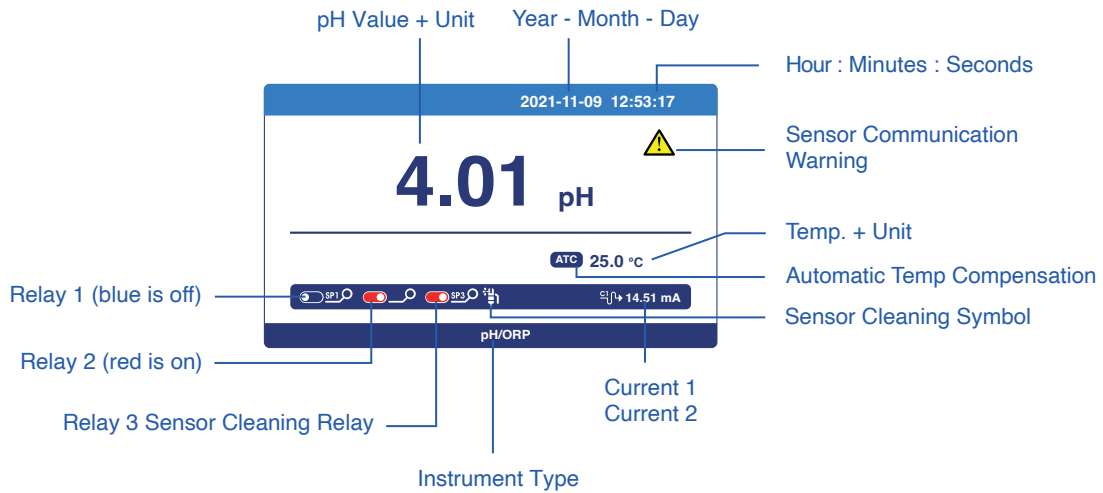 pH Value + Unit
Year - Month - Day
Hour : Minutes : Seconds
2021-11-09 12:53:17
Sensor Communication
Warning
4.01 pH
Temp. + Unit
ATC 25.0 °C
Automatic Temp Compensation
Relay 1 (blue is off)
SP1 SP3 C1 14.51 mA
Sensor Cleaning Symbol
pH/ORP
Relay 2 (red is on)
Current 1
Current 2
Relay 3 Sensor Cleaning Relay
Instrument Type